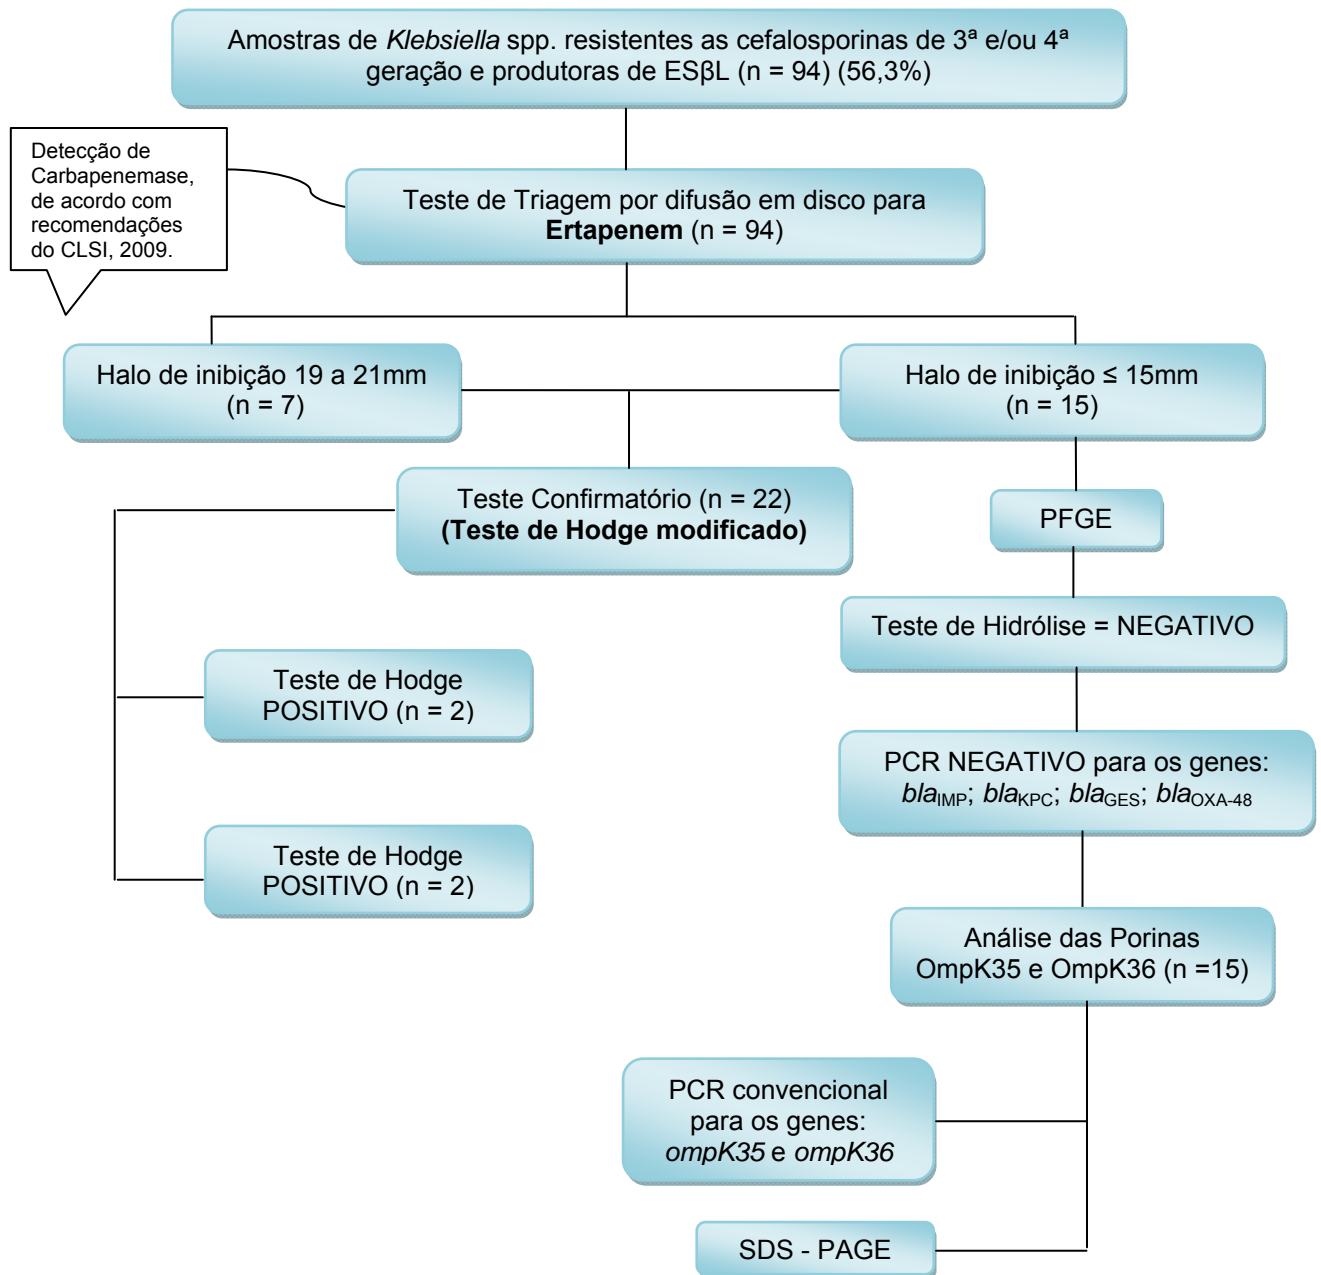 Amostras de Klebsiella spp. resistentes as cefalosporinas de 3ª e/ou 4ª
geração e produtoras de ESβL (n = 94) (56,3%)
Detecção de
Carbapenemase,
de acordo com
recomendações
do CLSI, 2009.
Teste de Triagem por difusão em disco para
Ertapenem (n = 94)
Halo de inibição 19 a 21mm
(n = 7)
Halo de inibição ≤ 15mm
(n = 15)
Teste Confirmatório (n = 22)
(Teste de Hodge modificado)
PFGE
Teste de Hidrólise = NEGATIVO
Teste de Hodge
POSITIVO (n = 2)
PCR NEGATIVO para os genes:
blaIMP; blaKPC; blaGES; blaOXA-48
Teste de Hodge
POSITIVO (n = 2)
Análise das Porinas
OmpK35 e OmpK36 (n =15)
PCR convencional
para os genes:
ompK35 e ompK36
SDS - PAGE